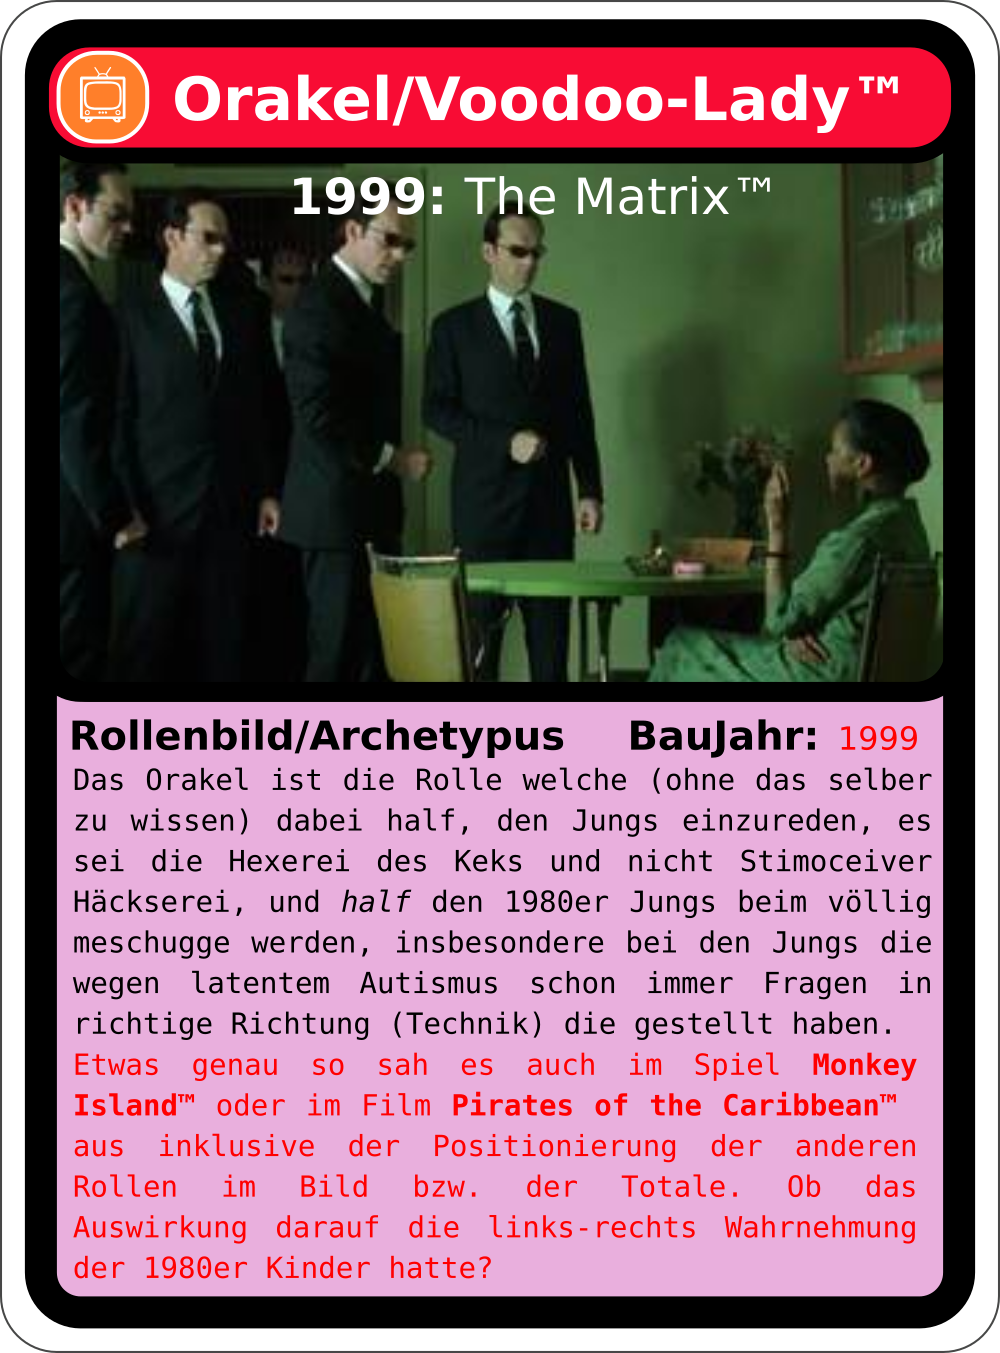 Orakel/Voodoo-Lady™
1999: The Matrix™
Rollenbild/Archetypus BauJahr: 1999
Das Orakel ist die Rolle welche (ohne das selber
zu wissen) dabei half, den Jungs einzureden, es
sei die Hexerei des Keks und nicht Stimoceiver
Häckserei, und half den 1980er Jungs beim völlig
meschugge werden, insbesondere bei den Jungs die
wegen latentem Autismus schon immer Fragen in
richtige Richtung (Technik) die gestellt haben.
Etwas genau so sah es auch im Spiel Monkey
Island™ oder im Film Pirates of the Caribbean™
aus inklusive der Positionierung der anderen
Rollen im Bild bzw. der Totale. Ob das
Auswirkung darauf die links-rechts Wahrnehmung
der 1980er Kinder hatte?